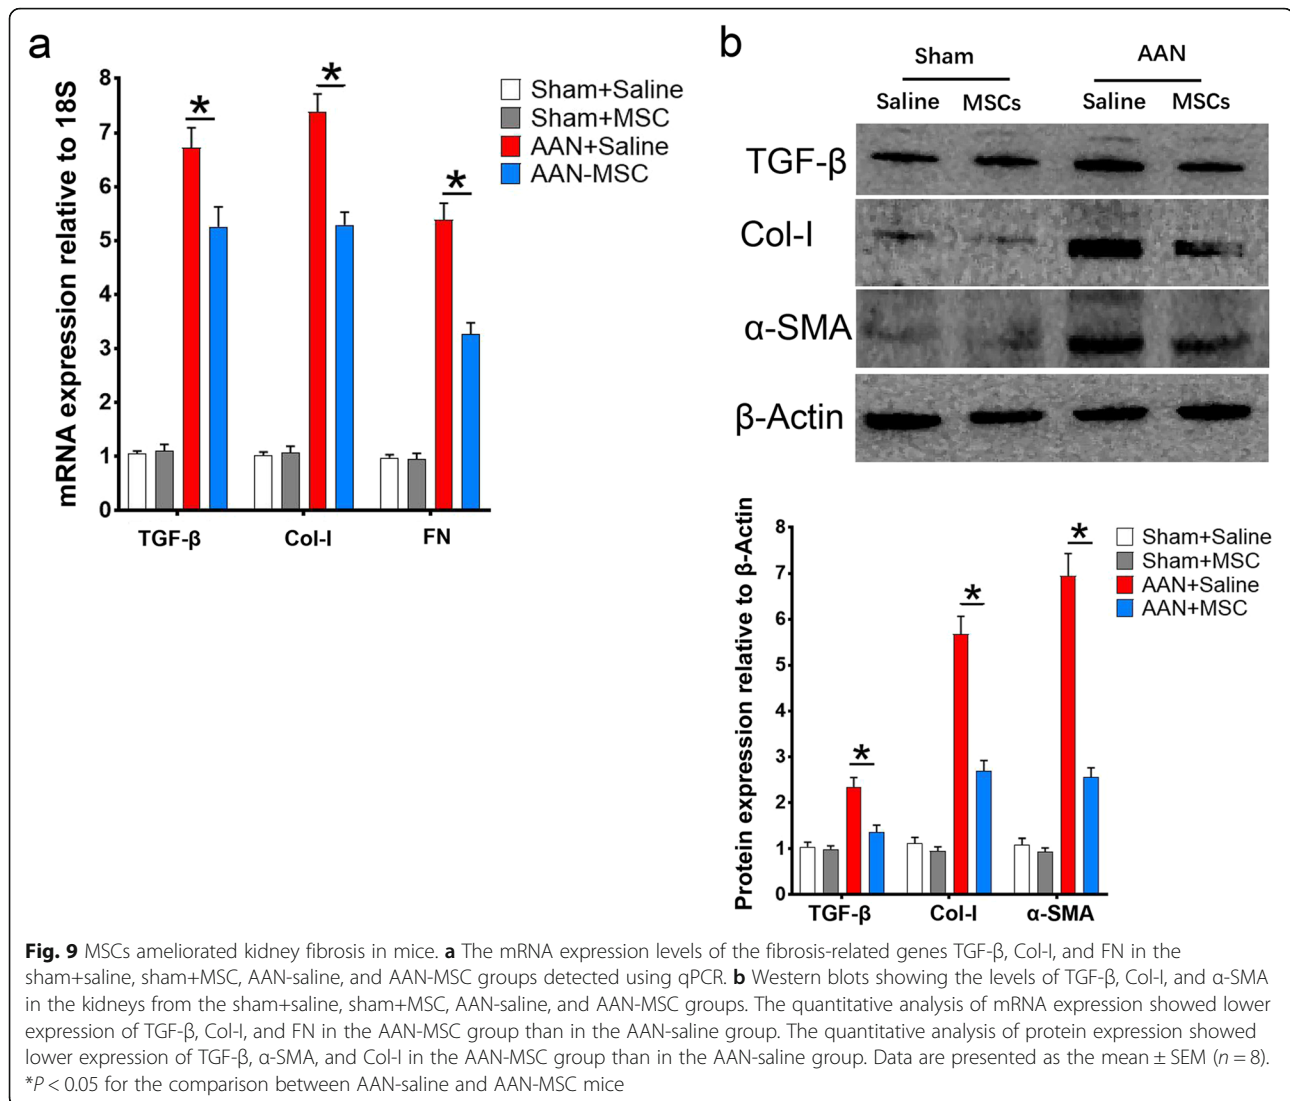 a
mRNA expression relative to 18S
8
7
6
5
4
3
2
1
0
*
*
*
TGF-β Col-I FN
Sham+Saline
Sham+MSC
AAN+Saline
AAN-MSC
b
Sham AAN
Saline MSCs Saline MSCs
TGF-β
Col-I
α-SMA
β-Actin
Protein expression relative to β-Actin
8
7
6
5
4
3
2
1
0
*
*
*
TGF-β Col-I α-SMA
Sham+Saline
Sham+MSC
AAN+Saline
AAN+MSC
Fig. 9 MSCs ameliorated kidney fibrosis in mice. a The mRNA expression levels of the fibrosis-related genes TGF-β, Col-I, and FN in the
sham+saline, sham+MSC, AAN-saline, and AAN-MSC groups detected using qPCR. b Western blots showing the levels of TGF-β, Col-I, and α-SMA
in the kidneys from the sham+saline, sham+MSC, AAN-saline, and AAN-MSC groups. The quantitative analysis of mRNA expression showed lower
expression of TGF-β, Col-I, and FN in the AAN-MSC group than in the AAN-saline group. The quantitative analysis of protein expression showed
lower expression of TGF-β, α-SMA, and Col-I in the AAN-MSC group than in the AAN-saline group. Data are presented as the mean ± SEM (n = 8).
*P < 0.05 for the comparison between AAN-saline and AAN-MSC mice